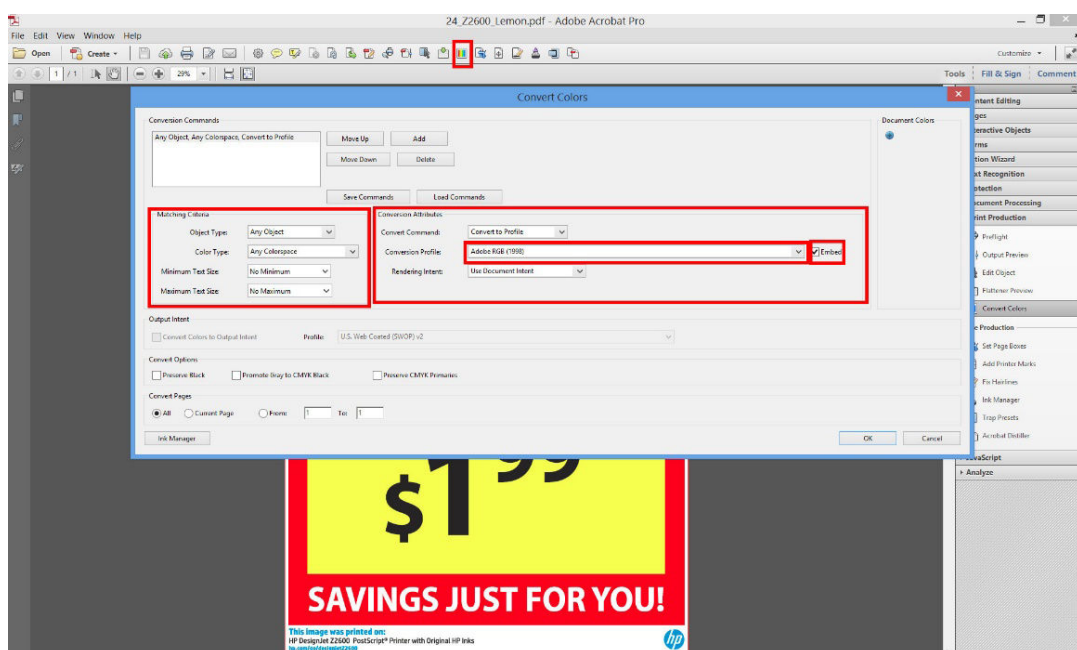 24_Z2600_Lemon.pdf - Adobe Acrobat Pro
File Edit View Window Help
Open Create Customize
1 / 1 29% Tools Fill & Sign Comment
Convert Colors
Conversion Commands
Any Object, Any Colorspace, Convert to Profile
Move Up Add
Move Down Delete
Save Commands Load Commands
Document Colors
Matching Criteria
Object Type: Any Object
Color Type: Any Colorspace
Minimum Text Size: No Minimum
Maximum Text Size: No Maximum
Conversion Attributes
Convert Command: Convert to Profile
Conversion Profile: Adobe RGB (1998) Embed
Rendering Intent: Use Document Intent
Output Intent
Convert Colors to Output Intent Profile: U.S. Web Coated (SWOP) v2
Convert Options
Preserve Black Promote Gray to CMYK Black Preserve CMYK Primaries
Convert Pages
All Current Page From: 1 To: 1
Ink Manager OK Cancel
ntent Editing
ges
eractive Objects
rms
tion Wizard
xt Recognition
otection
ocument Processing
rint Production
Preflight
Output Preview
Edit Object
Flattener Preview
Convert Colors
e Production
Set Page Boxes
Add Printer Marks
Fix Hairlines
Ink Manager
Trap Presets
Acrobat Distiller
JavaScript
Analyze
$1.99
SAVINGS JUST FOR YOU!
This image was printed on:
HP DesignJet Z2600 PostScript® Printer with Original HP Inks
hp.com/go/designjetZ2600
hp